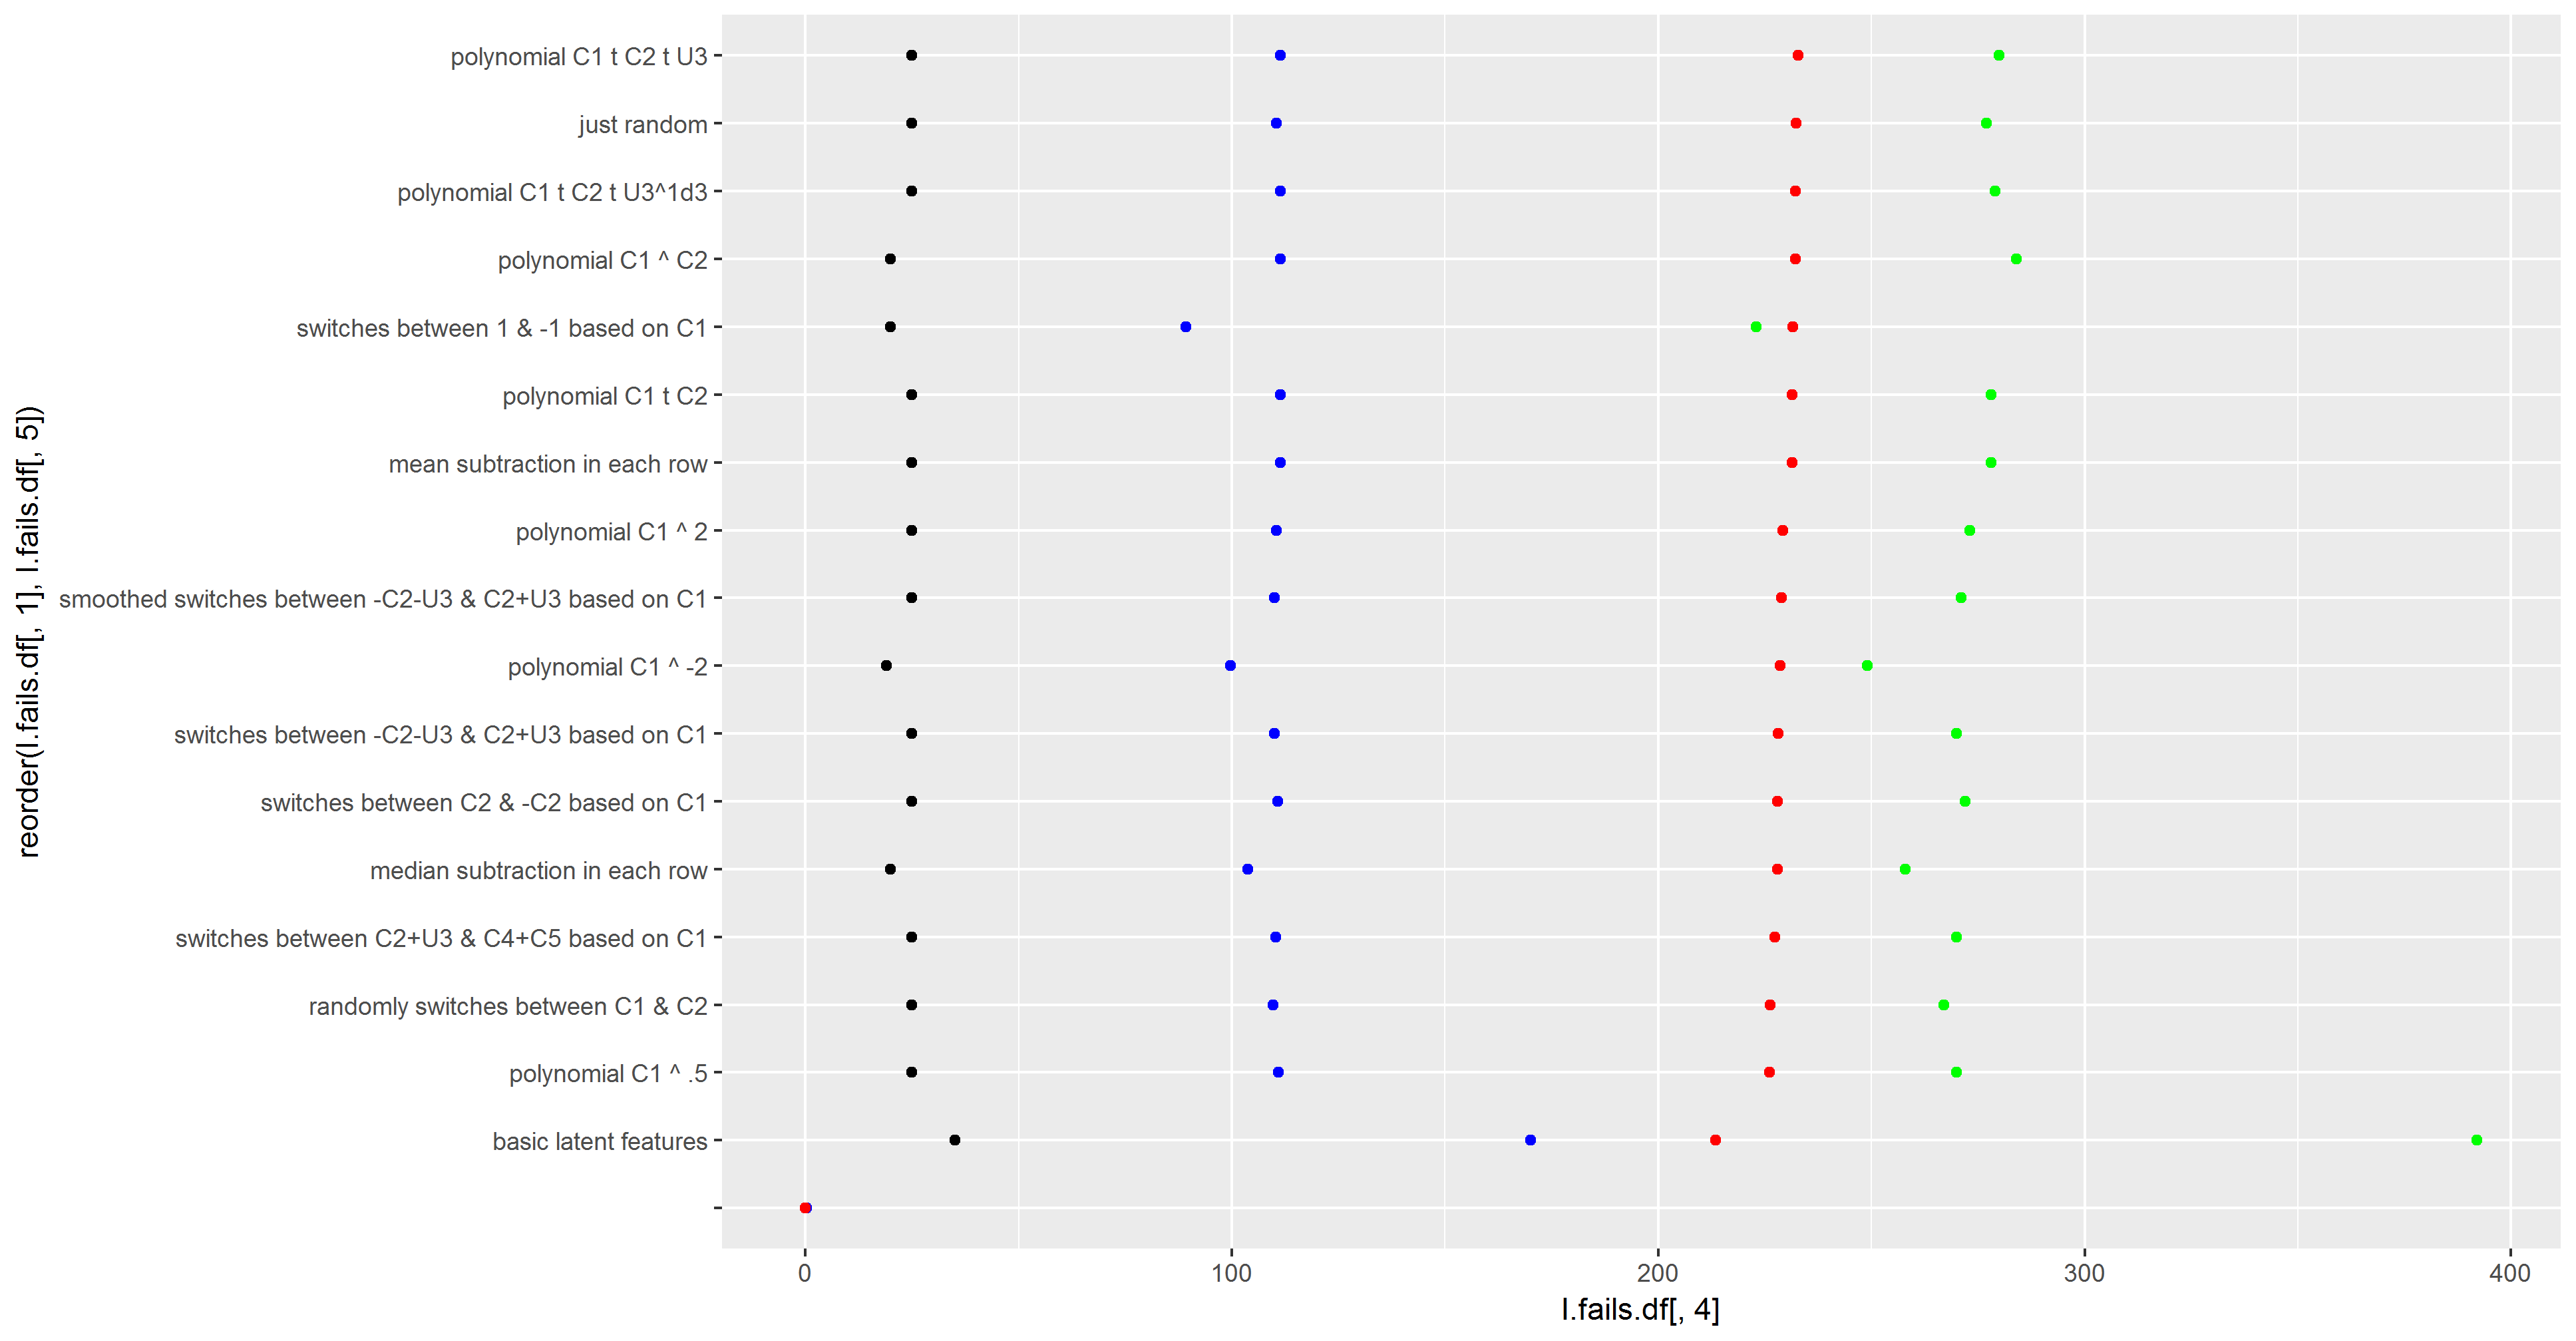 polynomial C1 t C2 t U3
just random
polynomial C1 t C2 t U3^1d3
polynomial C1 ^ C2
switches between 1 & -1 based on C1
polynomial C1 t C2
mean subtraction in each row
polynomial C1 ^ 2
smoothed switches between -C2-U3 & C2+U3 based on C1
polynomial C1 ^ -2
switches between -C2-U3 & C2+U3 based on C1
switches between C2 & -C2 based on C1
median subtraction in each row
switches between C2+U3 & C4+C5 based on C1
randomly switches between C1 & C2
polynomial C1 ^ .5
basic latent features
reorder(I.fails.df[, 1], I.fails.df[, 5])
0 100 200 300 400
I.fails.df[, 4]